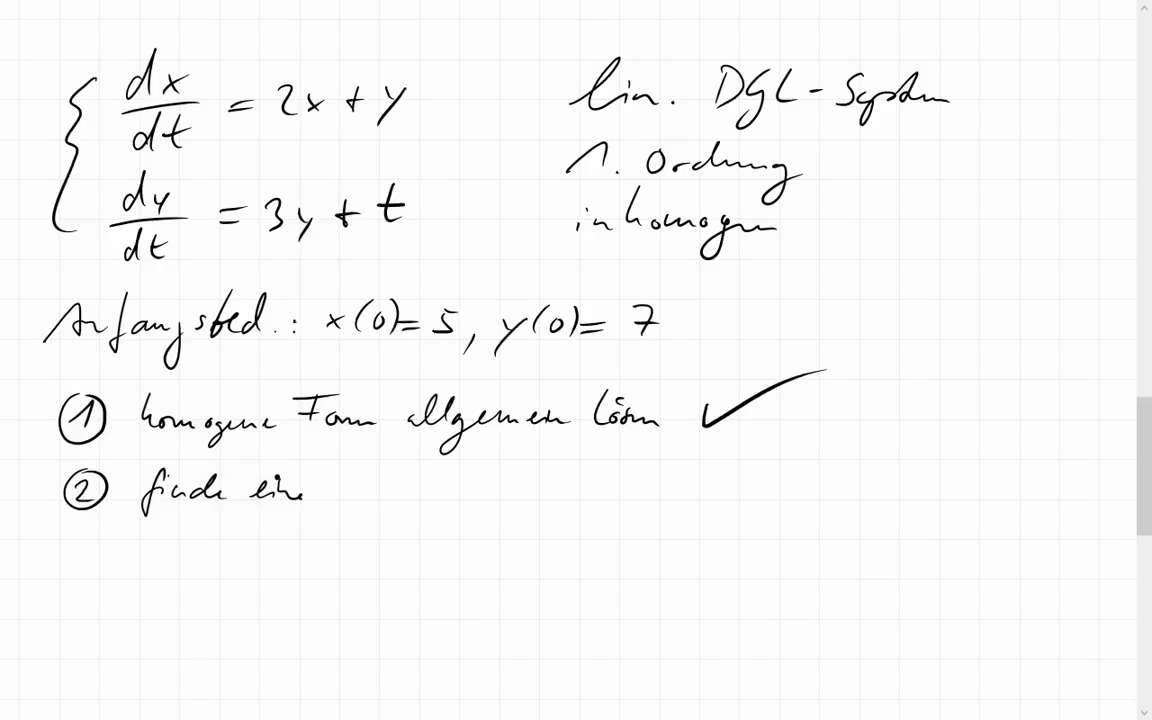 dx/dt = 2x + y
dy/dt = 3y + t
lin. DGL-System
1. Ordnung
inhomogen
Anfangsbed.: x(0)=5, y(0)=7
① homogene Form allgemein lösen ✓
② finde eine